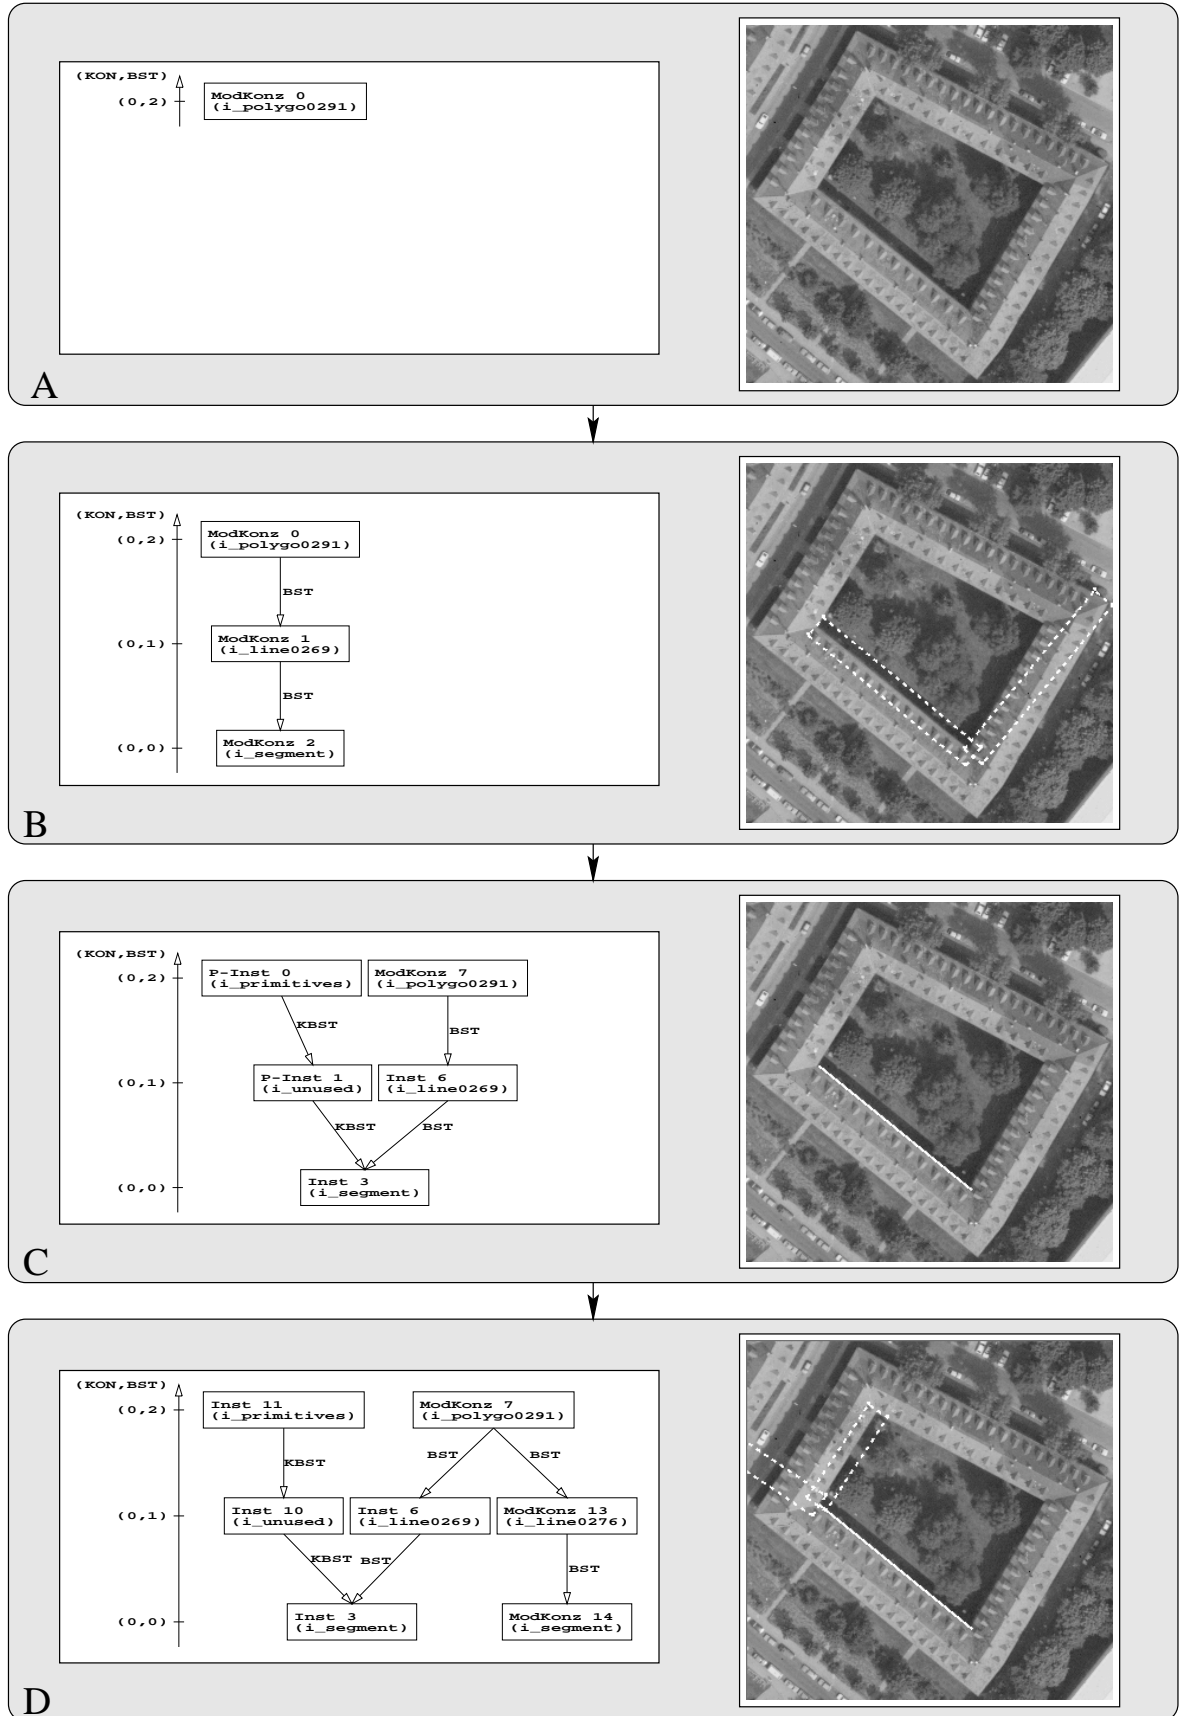 (KON,BST)
(0,2)
ModKonz 0
(i_polygo0291)
A
(KON,BST)
(0,2)
ModKonz 0
(i_polygo0291)
BST
(0,1)
ModKonz 1
(i_line0269)
BST
(0,0)
ModKonz 2
(i_segment)
B
(KON,BST)
(0,2)
P-Inst 0
(i_primitives)
ModKonz 7
(i_polygo0291)
KBST
BST
(0,1)
P-Inst 1
(i_unused)
Inst 6
(i_line0269)
KBST
BST
(0,0)
Inst 3
(i_segment)
C
(KON,BST)
(0,2)
Inst 11
(i_primitives)
ModKonz 7
(i_polygo0291)
KBST
BST
BST
(0,1)
Inst 10
(i_unused)
Inst 6
(i_line0269)
ModKonz 13
(i_line0276)
KBST
BST
BST
(0,0)
Inst 3
(i_segment)
ModKonz 14
(i_segment)
D